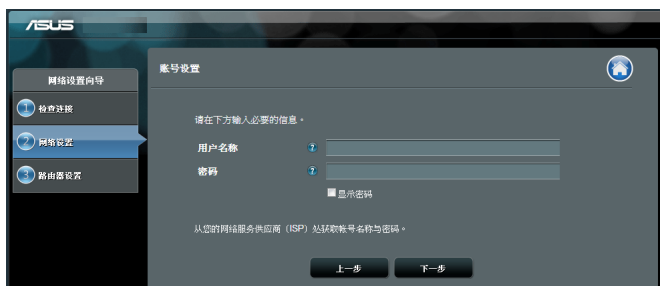 ASUS
网络设置向导
1 检查连接
2 网络设置
3 路由器设置
账号设置
请在下方输入必要的信息。
用户名称 ?
密码 ?
显示密码
从您的网络服务供应商 (ISP) 处获取帐号名称与密码。
上一步 下一步